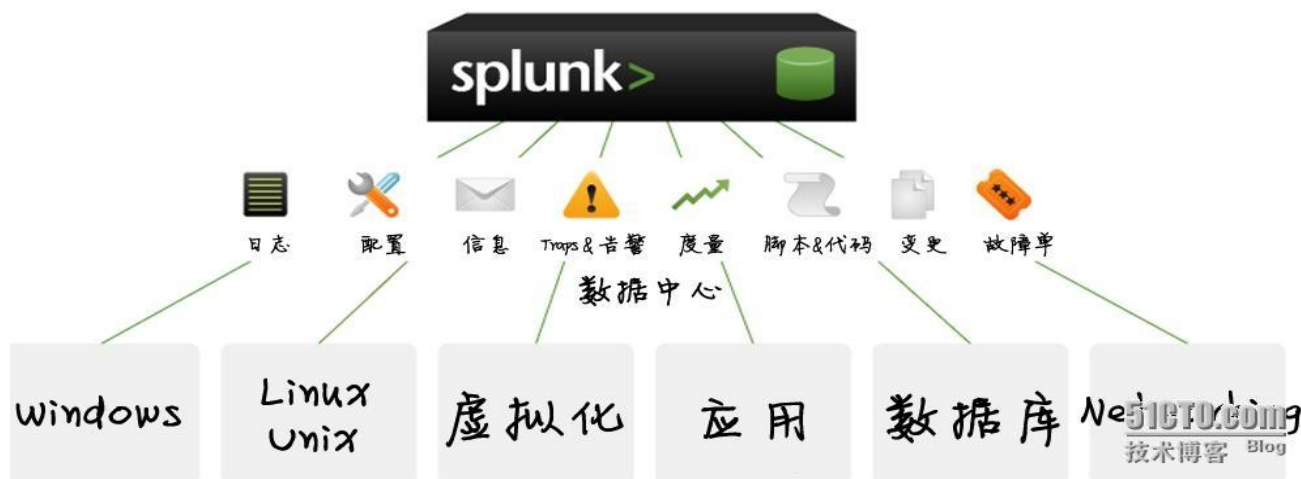 splunk>
日志
配置
信息
Traps&告警
度量
脚本&代码
变更
故障单
数据中心
Windows
Linux
Unix
虚拟化
应用
数据库
Networking
51CTO.com
技术博客 Blog